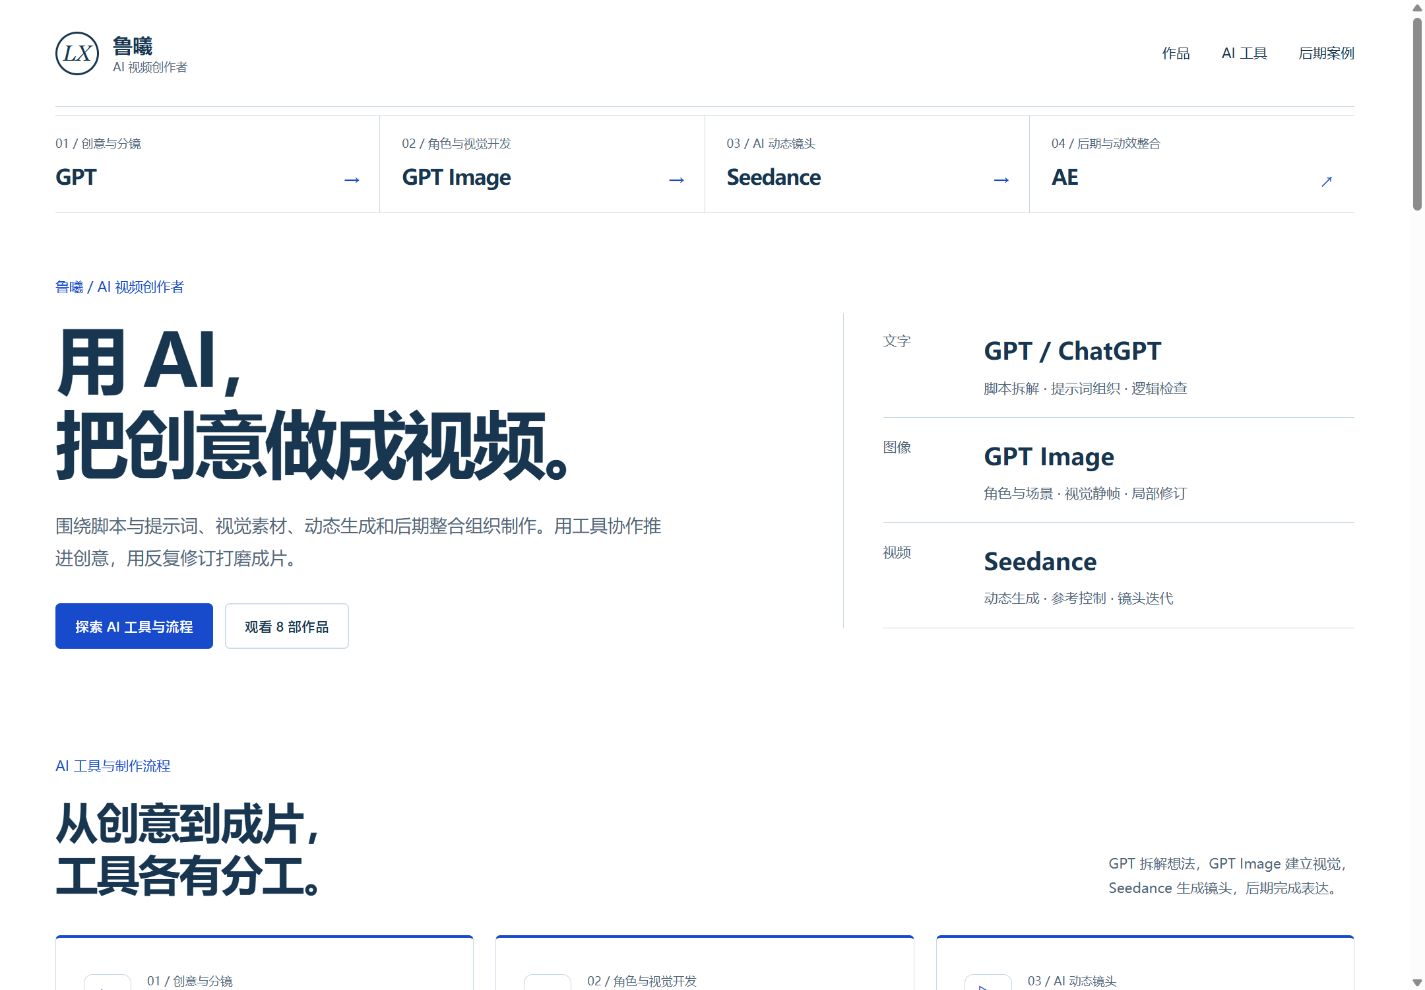 LX
鲁曦
AI 视频创作者
作品
AI 工具
后期案例
01 / 创意与分镜
GPT
→
02 / 角色与视觉开发
GPT Image
→
03 / AI 动态镜头
Seedance
→
04 / 后期与动效整合
AE
↗
鲁曦 / AI 视频创作者
用 AI，
把创意做成视频。
围绕脚本与提示词、视觉素材、动态生成和后期整合组织制作。用工具协作推
进创意，用反复修订打磨成片。
探索 AI 工具与流程
观看 8 部作品
文字
GPT / ChatGPT
脚本拆解 · 提示词组织 · 逻辑检查
图像
GPT Image
角色与场景 · 视觉静帧 · 局部修订
视频
Seedance
动态生成 · 参考控制 · 镜头迭代
AI 工具与制作流程
从创意到成片，
工具各有分工。
GPT 拆解想法，GPT Image 建立视觉，
Seedance 生成镜头，后期完成表达。
01 / 创意与分镜
02 / 角色与视觉开发
03 / AI 动态镜头